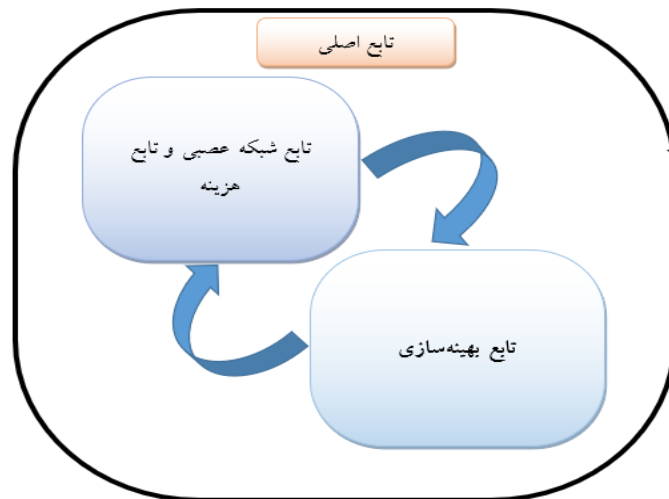 تابع اصلی
تابع شبکه عصبی و تابع
هزینه
تابع بهینه‌سازی